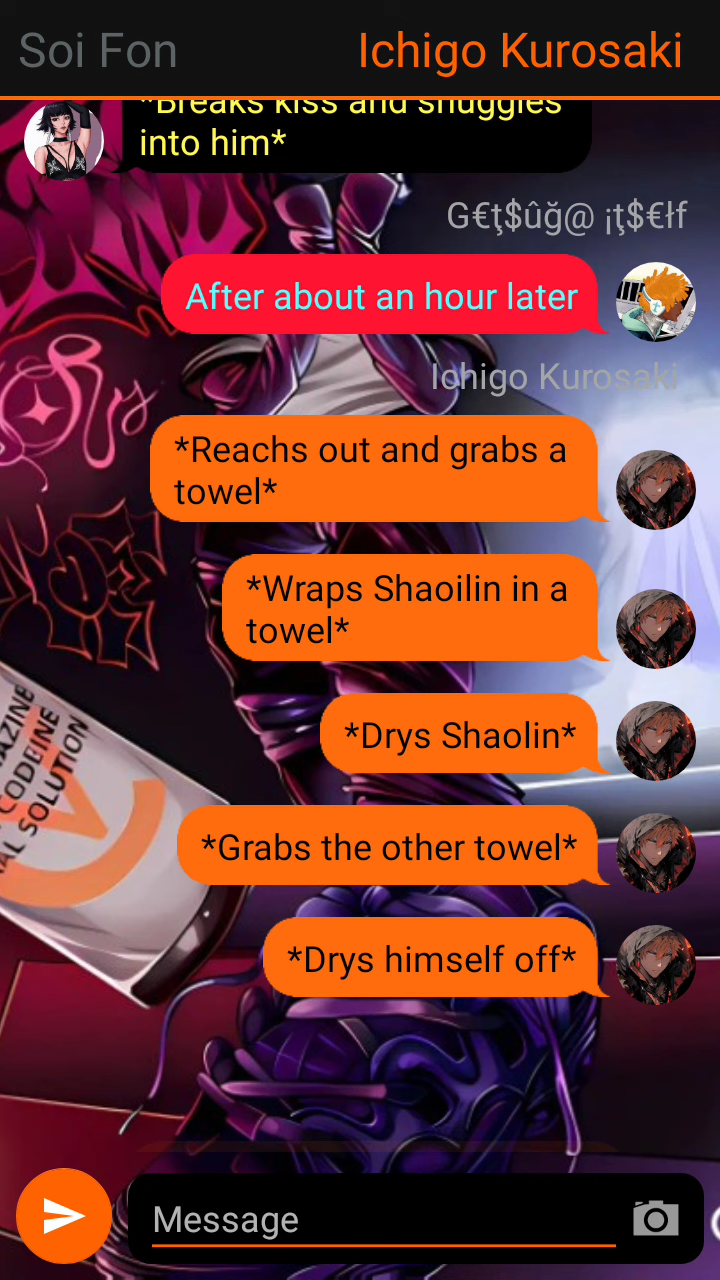 Soi Fon
Ichigo Kurosaki
*Breaks kiss and snuggles
into him*
G€ţ$ûğ@ ¡ţ$€łf
After about an hour later
Ichigo Kurosaki
*Reachs out and grabs a
towel*
*Wraps Shaoilin in a
towel*
*Drys Shaolin*
*Grabs the other towel*
*Drys himself off*
CODEINE
SOLUTION
Message